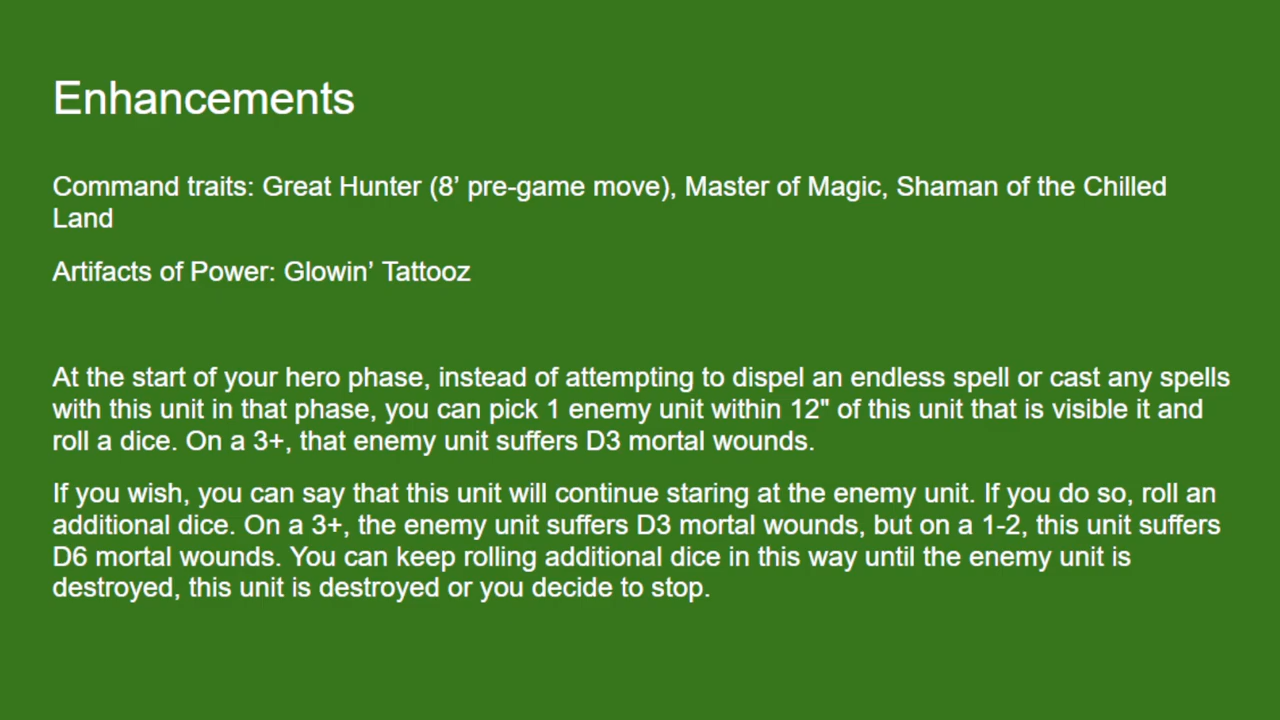 Enhancements
Command traits: Great Hunter (8’ pre-game move), Master of Magic, Shaman of the Chilled
Land
Artifacts of Power: Glowin’ Tattooz
At the start of your hero phase, instead of attempting to dispel an endless spell or cast any spells
with this unit in that phase, you can pick 1 enemy unit within 12" of this unit that is visible it and
roll a dice. On a 3+, that enemy unit suffers D3 mortal wounds.
If you wish, you can say that this unit will continue staring at the enemy unit. If you do so, roll an
additional dice. On a 3+, the enemy unit suffers D3 mortal wounds, but on a 1-2, this unit suffers
D6 mortal wounds. You can keep rolling additional dice in this way until the enemy unit is
destroyed, this unit is destroyed or you decide to stop.